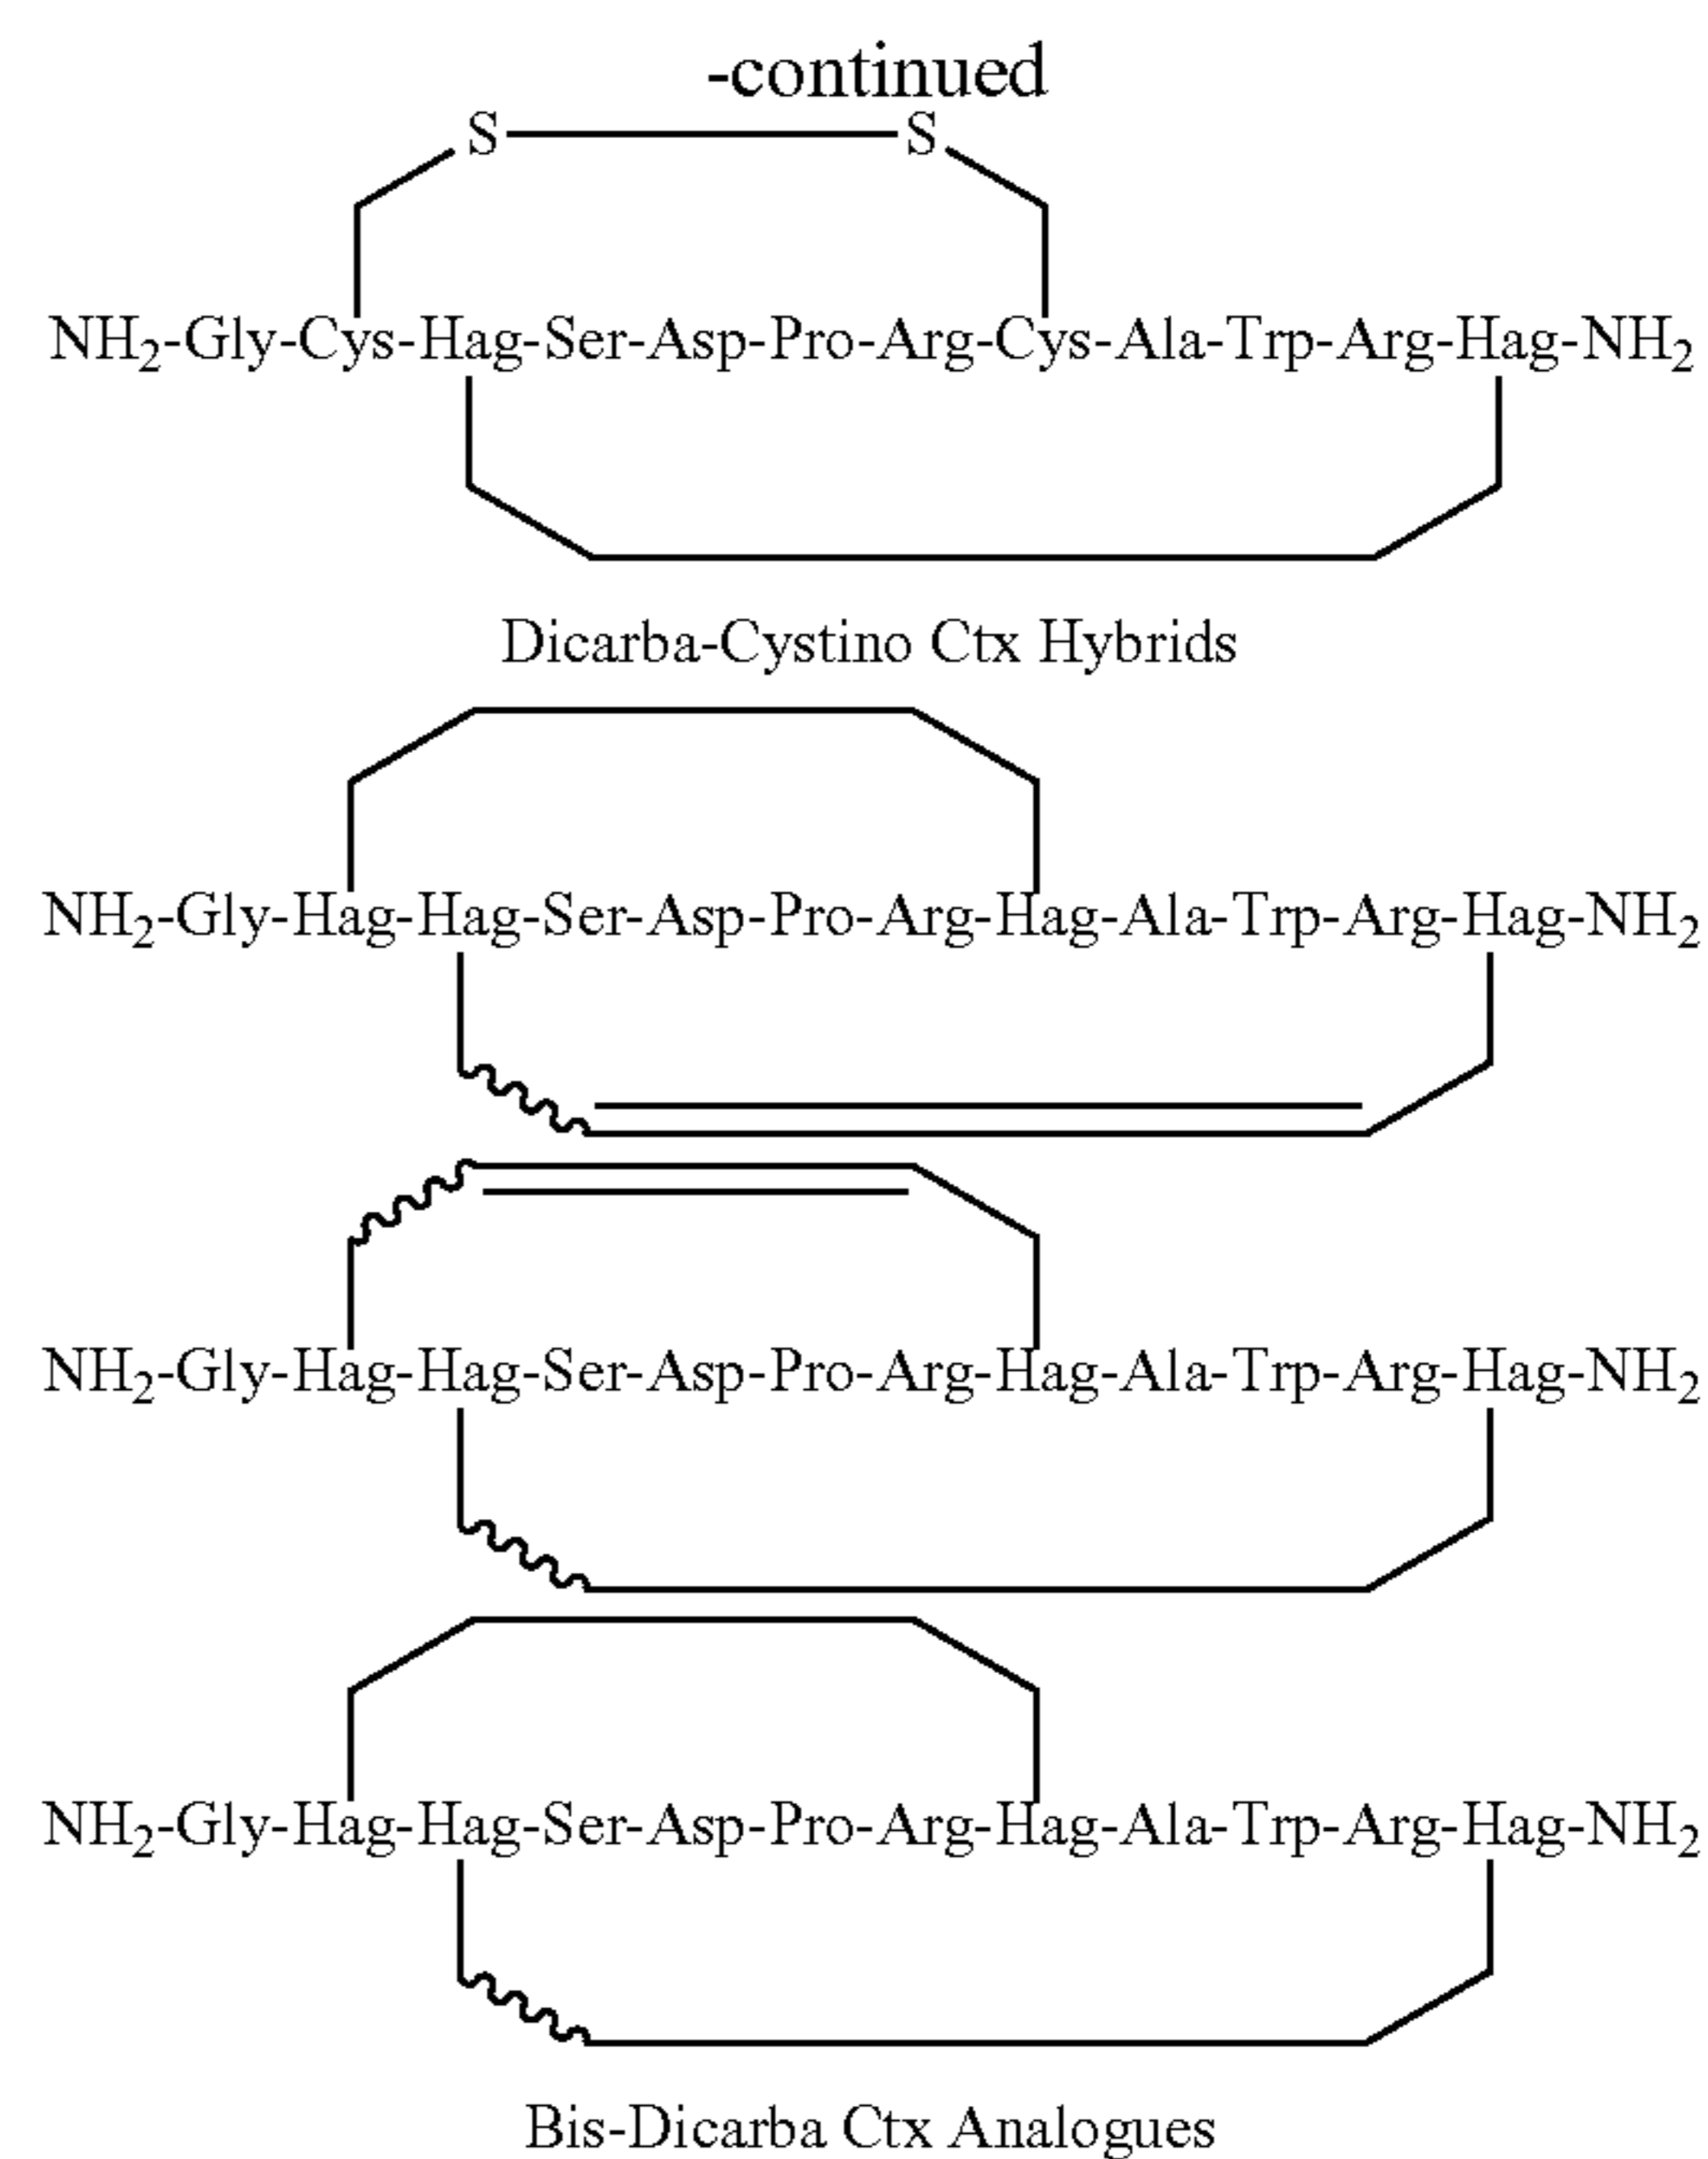 -continued
S S
NH2-Gly-Cys-Hag-Ser-Asp-Pro-Arg-Cys-Ala-Trp-Arg-Hag-NH2
Dicarba-Cystino Ctx Hybrids
NH2-Gly-Hag-Hag-Ser-Asp-Pro-Arg-Hag-Ala-Trp-Arg-Hag-NH2
NH2-Gly-Hag-Hag-Ser-Asp-Pro-Arg-Hag-Ala-Trp-Arg-Hag-NH2
NH2-Gly-Hag-Hag-Ser-Asp-Pro-Arg-Hag-Ala-Trp-Arg-Hag-NH2
Bis-Dicarba Ctx Analogues